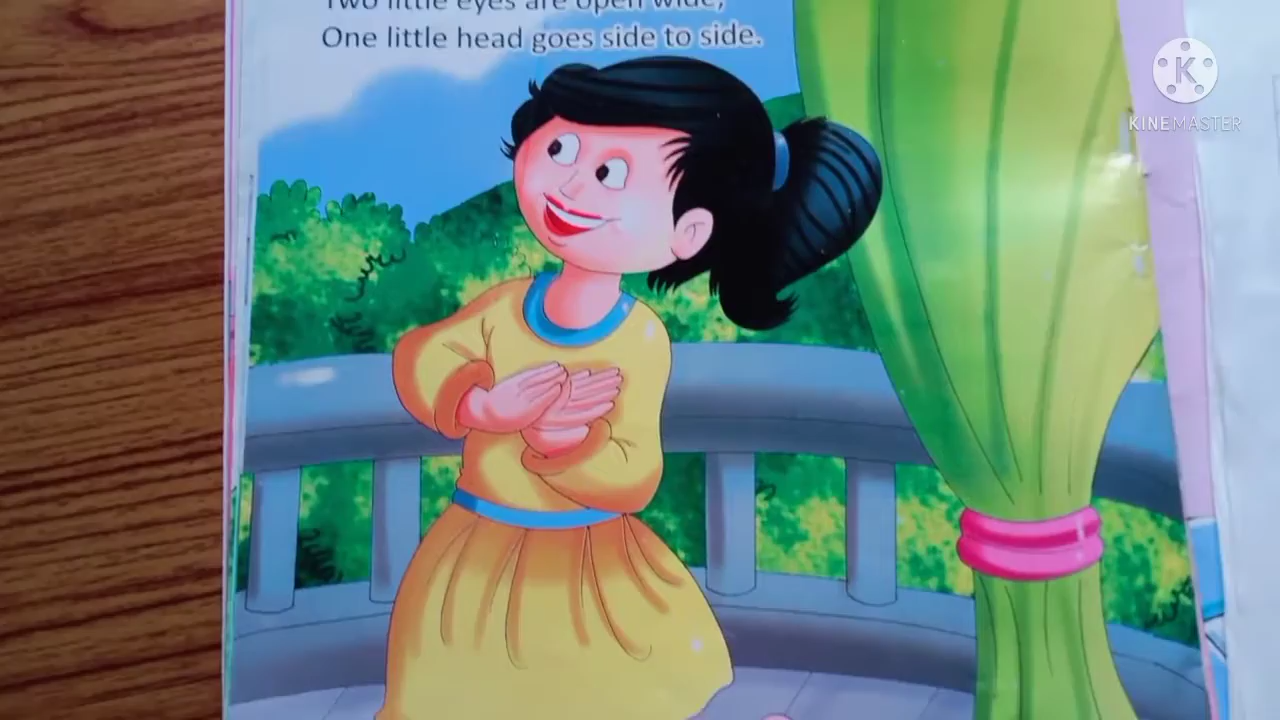 Two little eyes are open wide,
One little head goes side to side.
K
KINEMASTER